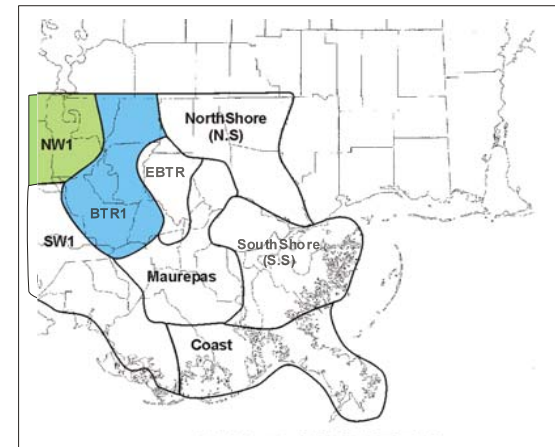 NorthShore
(N.S)
NW1
EBTR
BTR1
SW1
SouthShore
(S.S)
Maurepas
Coast